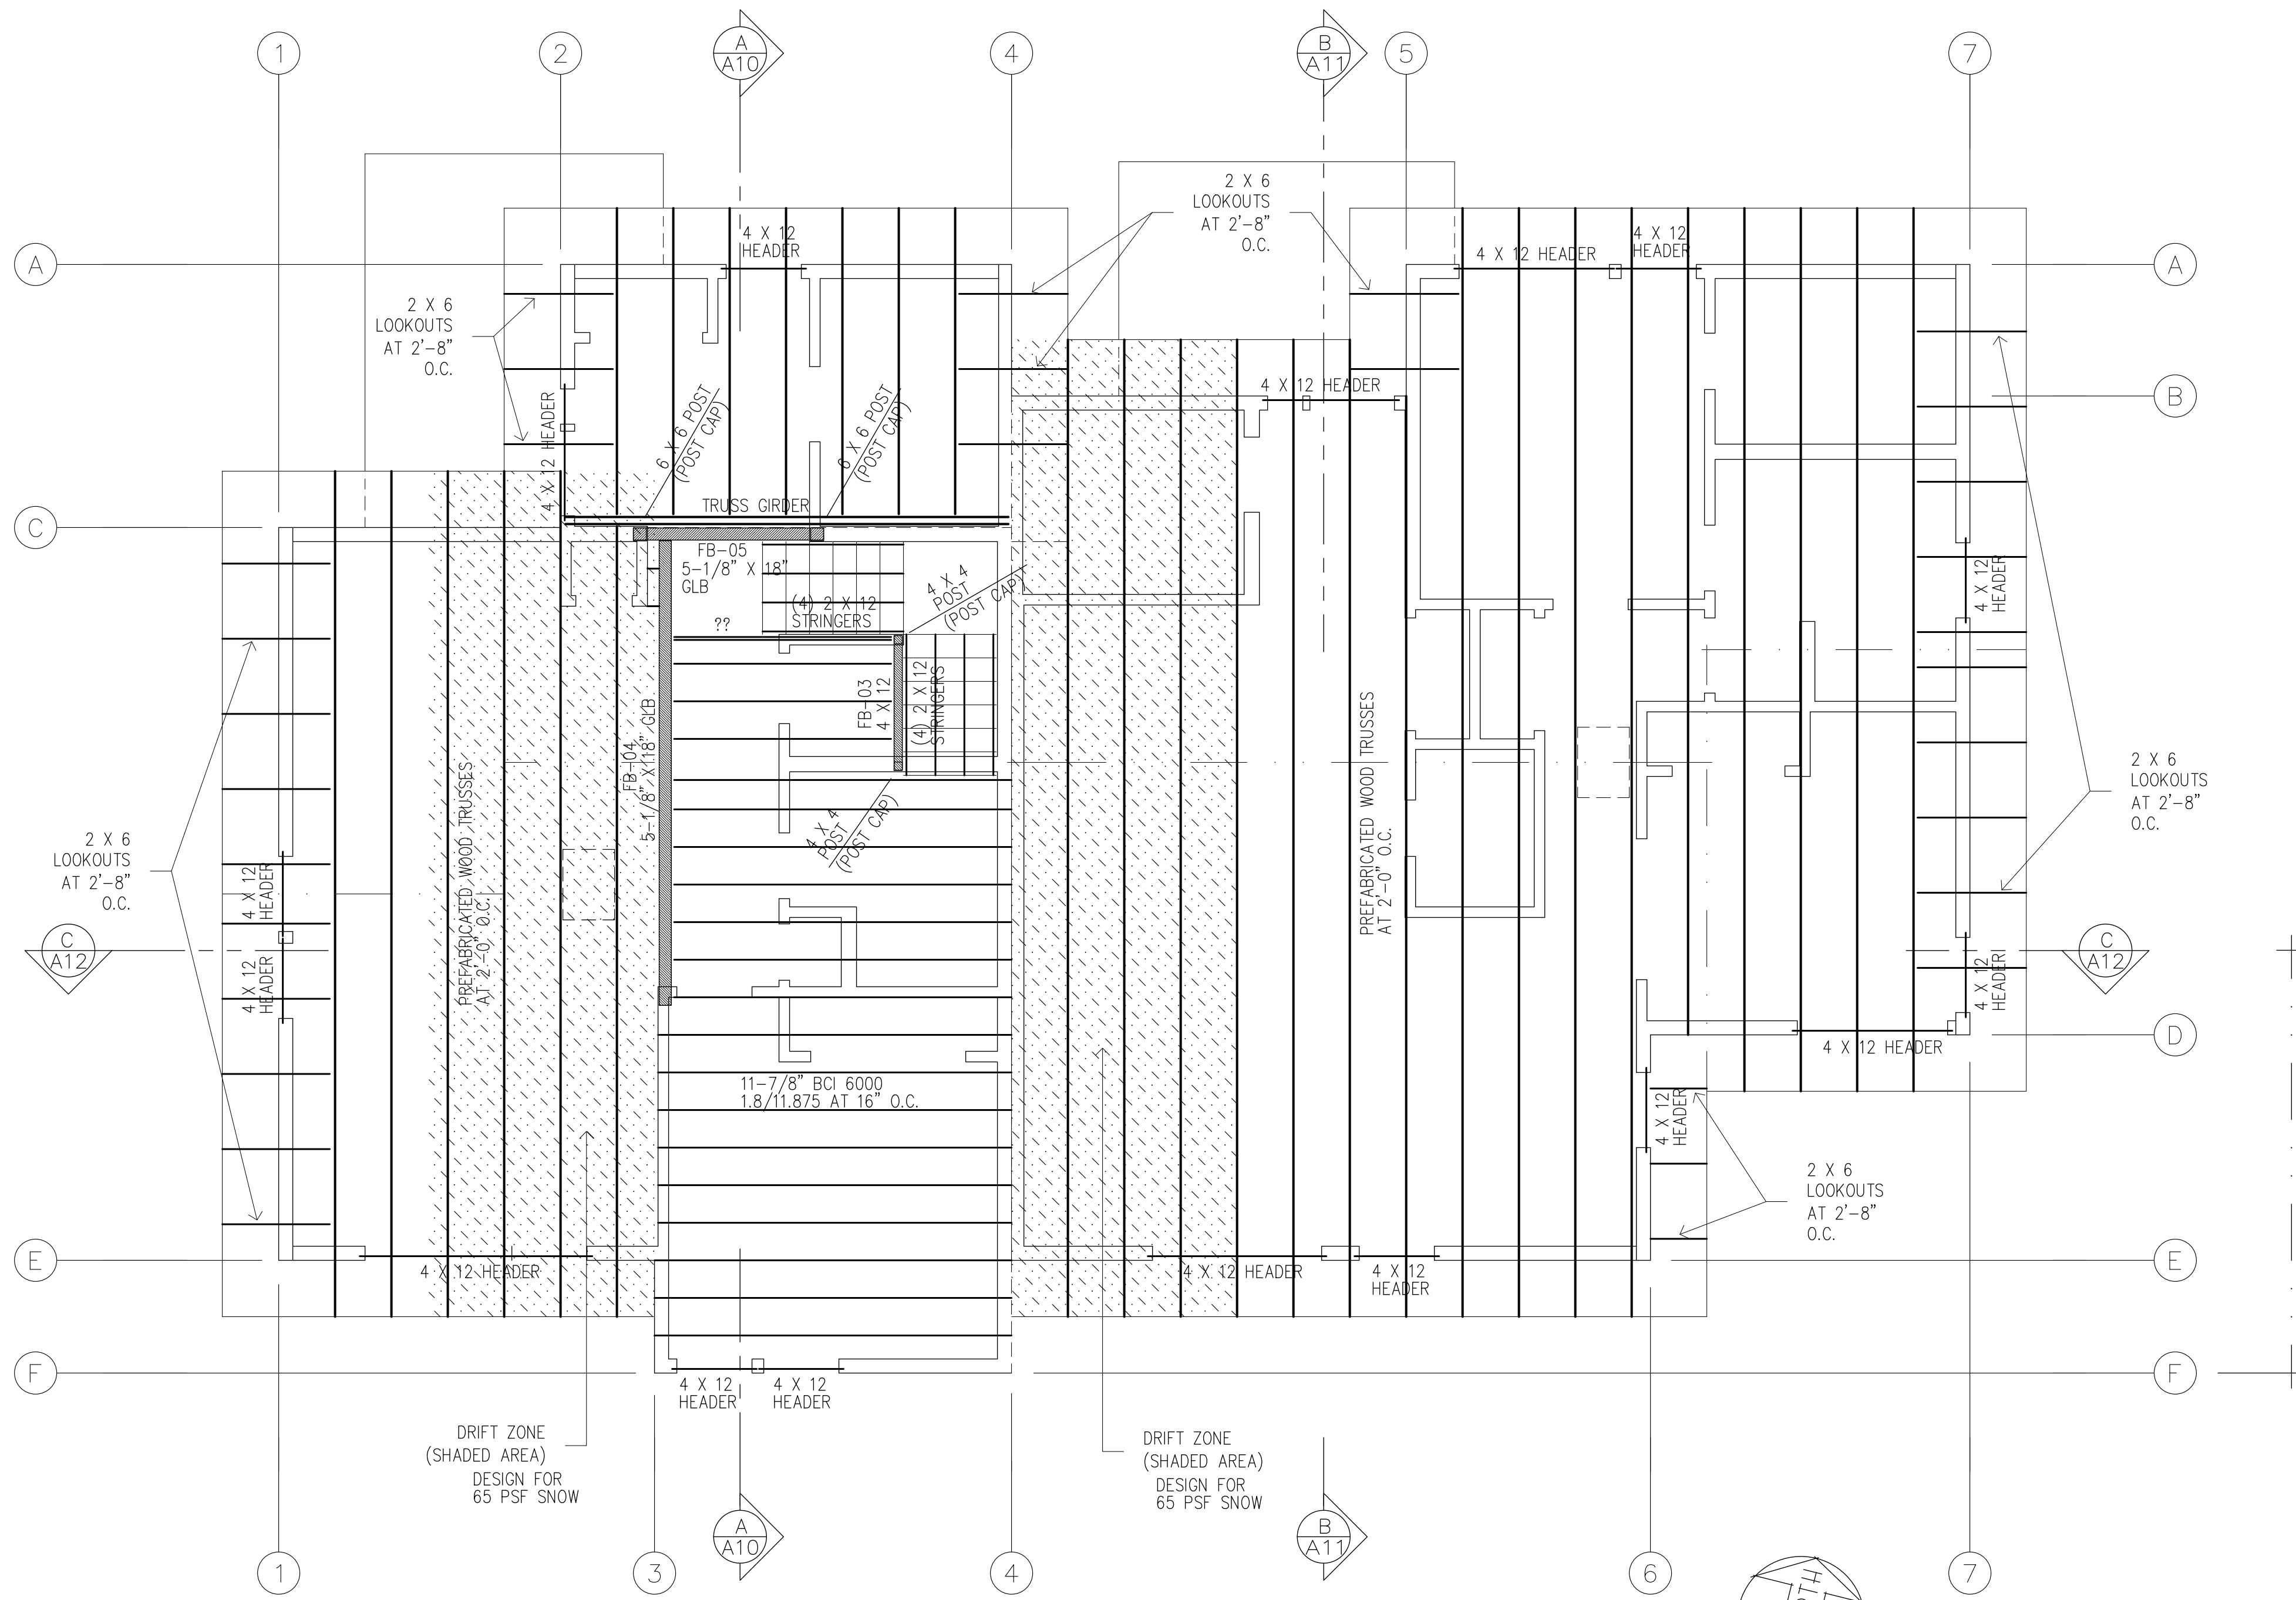 1
2
A
A10
4
B
A11
5
7
A
A
2 X 6
LOOKOUTS
AT 2'-8"
O.C.
4 X 12
HEADER
2 X 6
LOOKOUTS
AT 2'-8"
O.C.
4 X 12 HEADER
4 X 12
HEADER
B
4 X 12 HEADER
4 X 12 HEADER
6 X 6 POST
(POST CAP)
6 X 6 POST
(POST CAP)
TRUSS GIRDER
C
FB-05
5-1/8" X 18"
GLB
4 X 4
POST
(POST CAP)
(4) 2 X 12
STRINGERS
??
4 X 12
HEADER
FB-03
4 X 12
(4) 2 X 12
STRINGERS
FB-04
5-1/8" X 18" GLB
PREFABRICATED WOOD TRUSSES
AT 2'-0" O.C.
PREFABRICATED WOOD TRUSSES
AT 2'-0" O.C.
2 X 6
LOOKOUTS
AT 2'-8"
O.C.
4 X 4
POST
(POST CAP)
2 X 6
LOOKOUTS
AT 2'-8"
O.C.
4 X 12
HEADER
4 X 12
HEADER
C
A12
C
A12
4 X 12
HEADER
D
4 X 12 HEADER
11-7/8" BCI 6000
1.8/11.875 AT 16" O.C.
4 X 12
HEADER
2 X 6
LOOKOUTS
AT 2'-8"
O.C.
E
E
4 X 12 HEADER
4 X 12 HEADER
4 X 12
HEADER
F
F
4 X 12
HEADER
4 X 12
HEADER
DRIFT ZONE
(SHADED AREA)
DESIGN FOR
65 PSF SNOW
DRIFT ZONE
(SHADED AREA)
DESIGN FOR
65 PSF SNOW
A
A10
B
A11
1
3
4
6
7